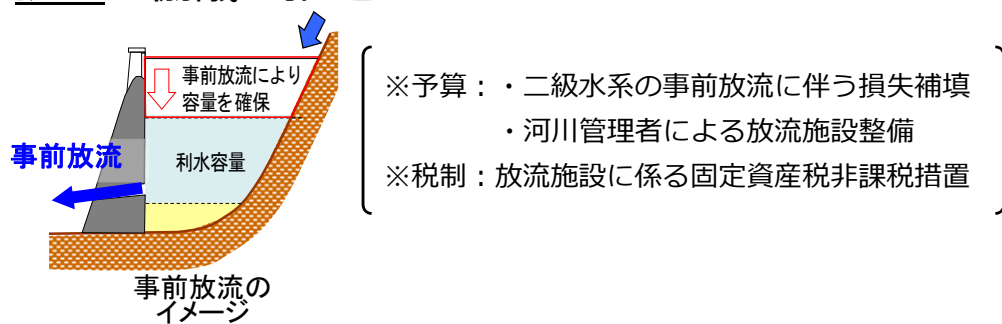 事前放流により
容量を確保
事前放流
利水容量
事前放流の
イメージ
※予算：・二級水系の事前放流に伴う損失補填
・河川管理者による放流施設整備
※税制：放流施設に係る固定資産税非課税措置